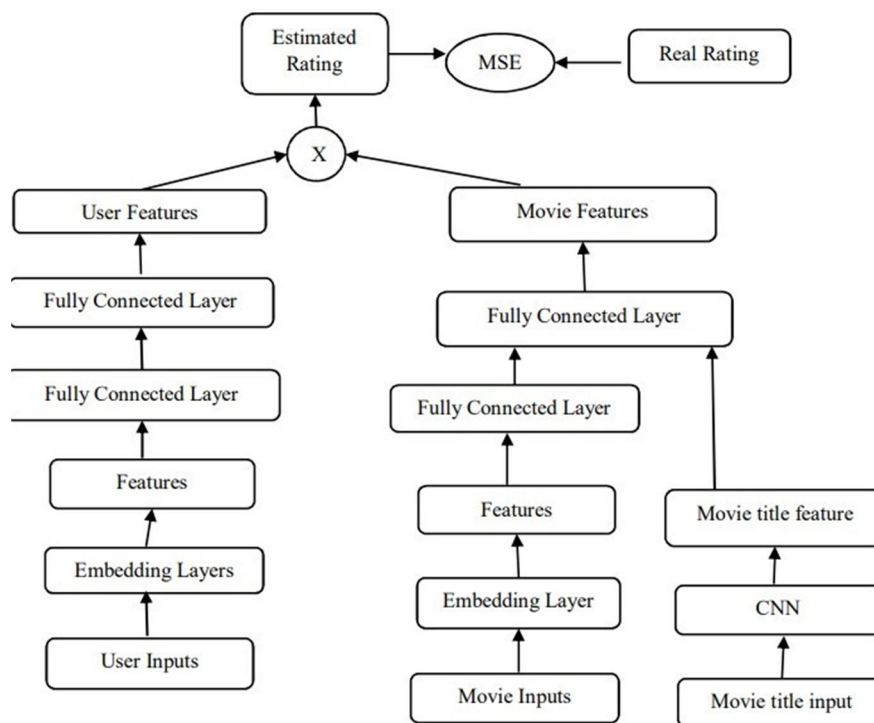 Estimated
Rating
MSE
Real Rating
X
User Features
Movie Features
Fully Connected Layer
Fully Connected Layer
Fully Connected Layer
Fully Connected Layer
Features
Features
Movie title feature
Embedding Layers
Embedding Layer
CNN
User Inputs
Movie Inputs
Movie title input